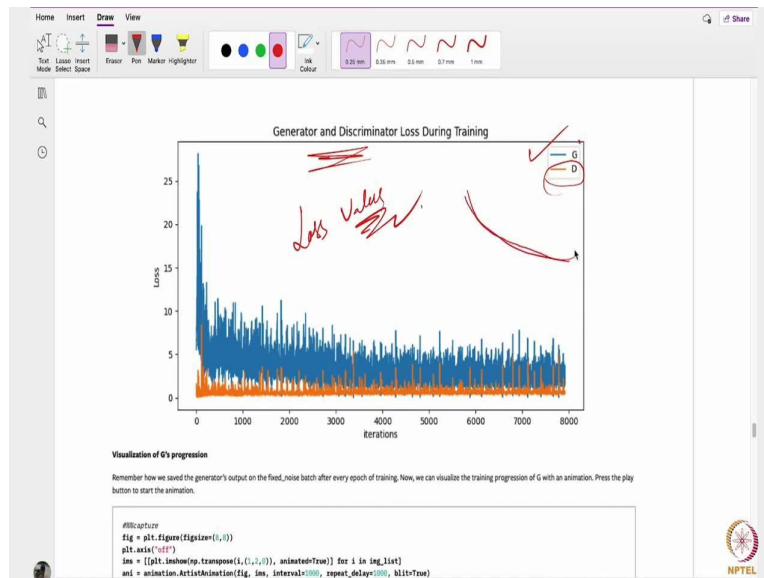 Home Insert Draw View
Share
Text Mode Lasso Select Insert Space Eraser Pen Marker Highlighter Ink Colour 0.25 mm 0.35 mm 0.5 mm 0.7 mm 1 mm
Generator and Discriminator Loss During Training
G
D
Loss Value
25
20
15
10
5
0
Loss
0 1000 2000 3000 4000 5000 6000 7000 8000
iterations
Visualization of G's progression
Remember how we saved the generator's output on the fixed_noise batch after every epoch of training. Now, we can visualize the training progression of G with an animation. Press the play
button to start the animation.
#%%capture
fig = plt.figure(figsize=(8,8))
plt.axis("off")
ims = [[plt.imshow(np.transpose(i,(1,2,0)), animated=True)] for i in img_list]
ani = animation.ArtistAnimation(fig, ims, interval=1000, repeat_delay=1000, blit=True)
NPTEL